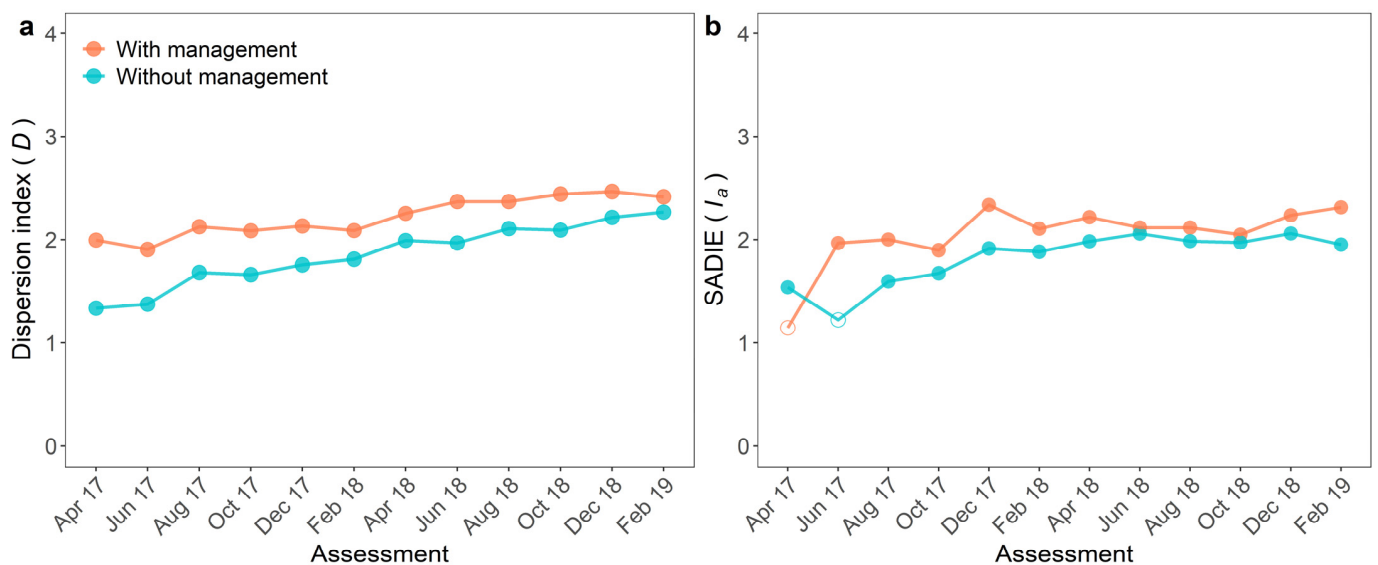 a
With management
Without management
Dispersion index ( D )
4
3
2
1
0
Apr 17
Jun 17
Aug 17
Oct 17
Dec 17
Feb 18
Apr 18
Jun 18
Aug 18
Oct 18
Dec 18
Feb 19
Assessment
b
SADIE ( Ia )
4
3
2
1
0
Apr 17
Jun 17
Aug 17
Oct 17
Dec 17
Feb 18
Apr 18
Jun 18
Aug 18
Oct 18
Dec 18
Feb 19
Assessment